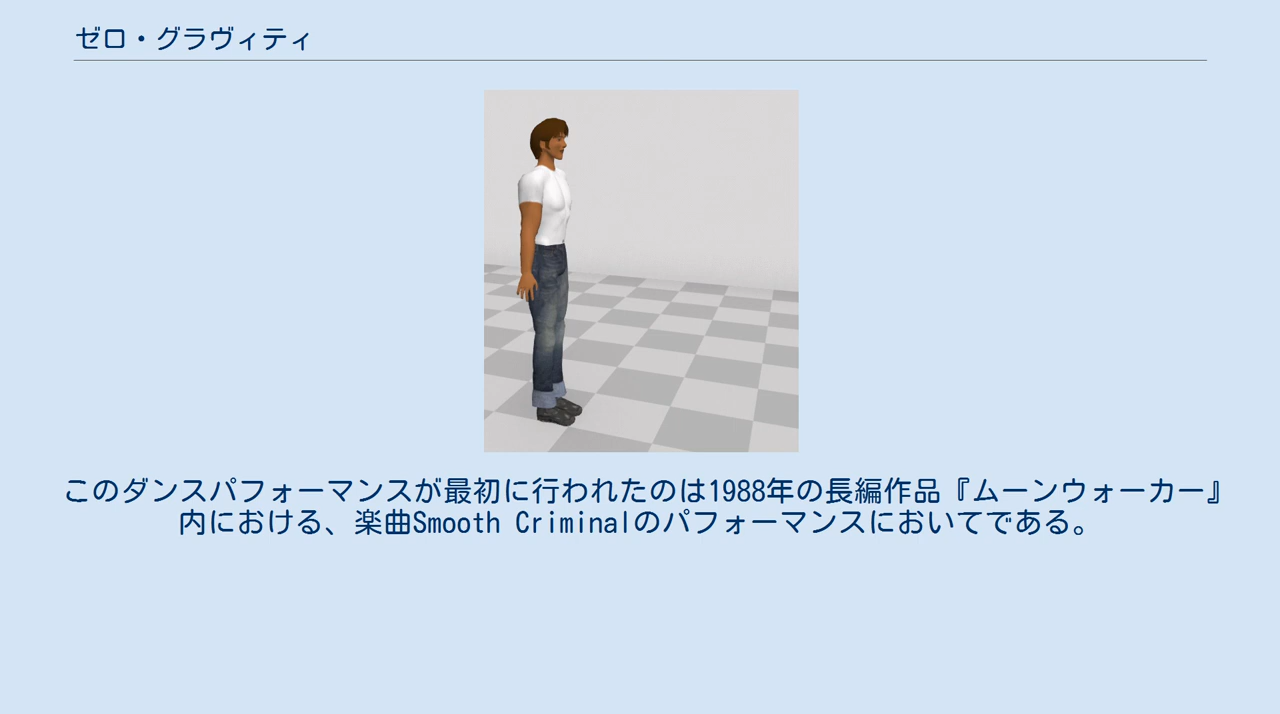 ゼロ・グラヴィティ
このダンスパフォーマンスが最初に行われたのは1988年の長編作品『ムーンウォーカー』
内における、楽曲Smooth Criminalのパフォーマンスにおいてである。